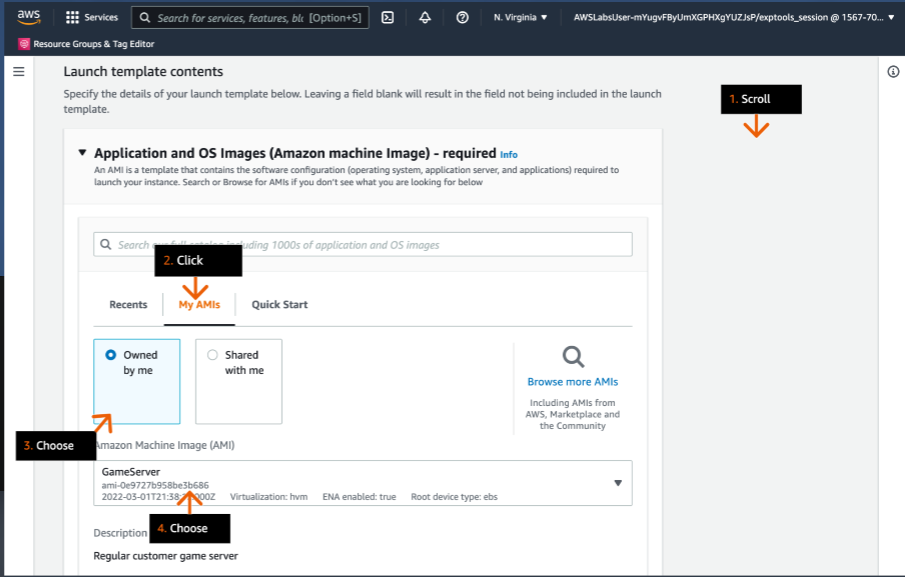 aws
Services
Search for services, features, blo [Option+S]
N. Virginia
AWSLabsUser-mYugvFByUmXGPHXgYUZJsP/exptools_session @ 1567-70...
Resource Groups & Tag Editor
Launch template contents
Specify the details of your launch template below. Leaving a field blank will result in the field not being included in the launch
template.
1. Scroll
Application and OS Images (Amazon machine Image) - required Info
An AMI is a template that contains the software configuration (operating system, application server, and applications) required to
launch your instance. Search or Browse for AMIs if you don't see what you are looking for below
Search our full catalog including 1000s of application and OS images
2. Click
Recents
My AMIs
Quick Start
Owned
by me
Shared
with me
Browse more AMIs
Including AMIs from
AWS, Marketplace and
the Community
3. Choose
Amazon Machine Image (AMI)
GameServer
ami-0e9727b958be3b686
Virtualization: hvm ENA enabled: true Root device type: ebs
4. Choose
Description
Regular customer game server